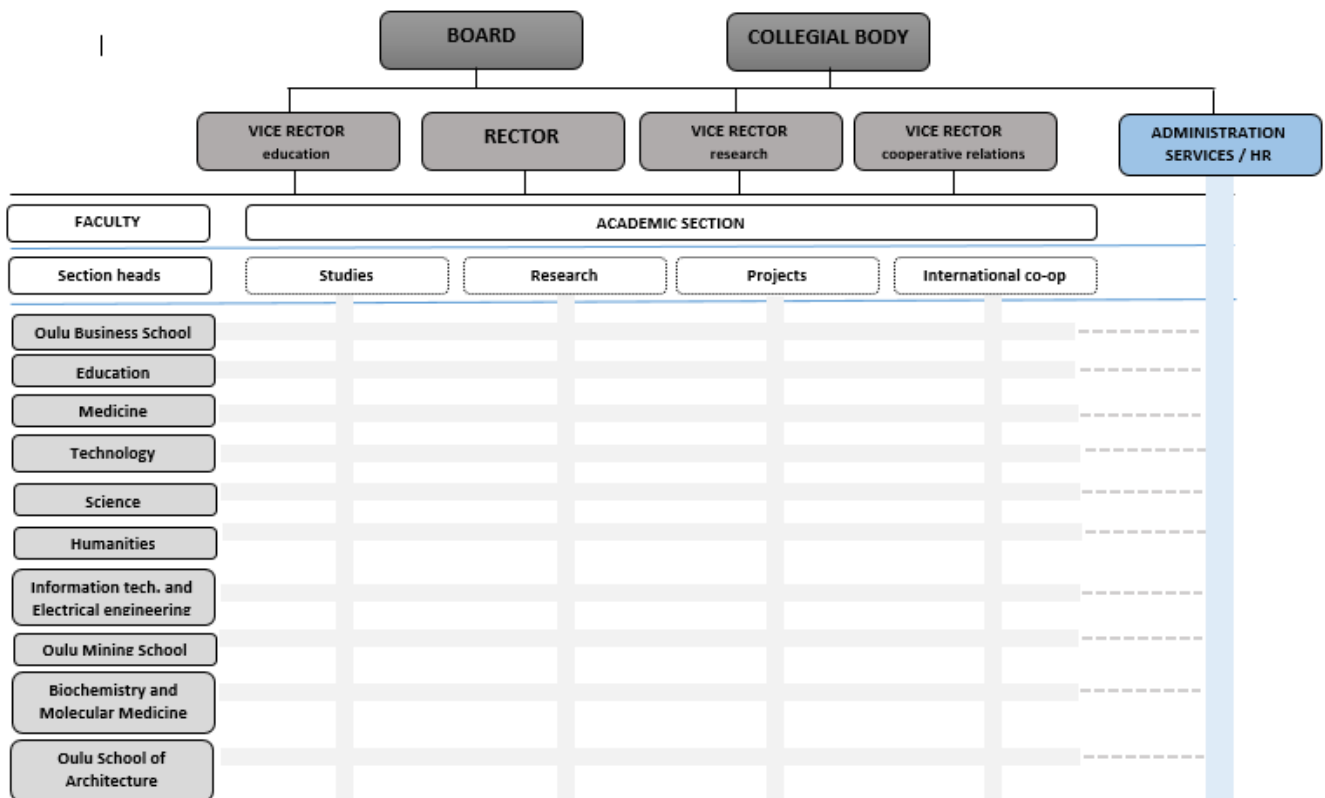 BOARD
COLLEGIAL BODY
VICE RECTOR
education
RECTOR
VICE RECTOR
research
VICE RECTOR
cooperative relations
ADMINISTRATION
SERVICES / HR
FACULTY
ACADEMIC SECTION
Section heads
Studies
Research
Projects
International co-op
Oulu Business School
Education
Medicine
Technology
Science
Humanities
Information tech. and
Electrical engineering
Oulu Mining School
Biochemistry and
Molecular Medicine
Oulu School of
Architecture